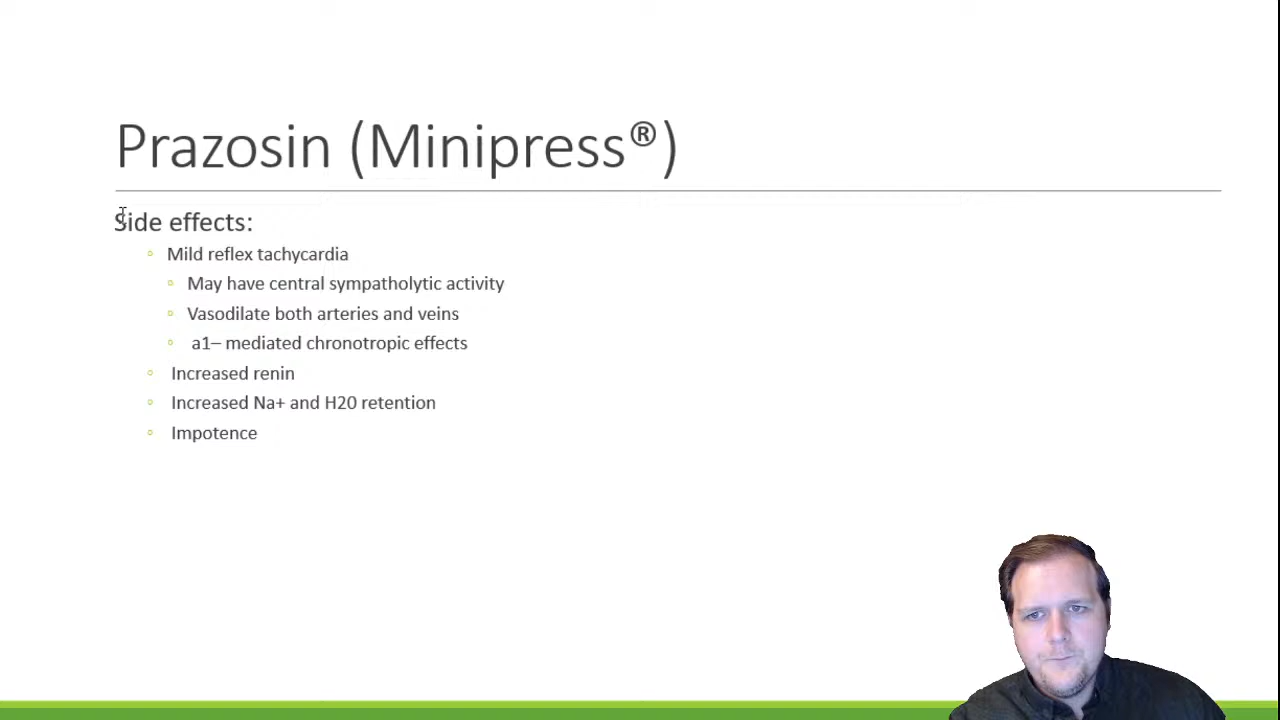 Prazosin (Minipress®)
Side effects:
Mild reflex tachycardia
May have central sympatholytic activity
Vasodilate both arteries and veins
a1– mediated chronotropic effects
Increased renin
Increased Na+ and H20 retention
Impotence